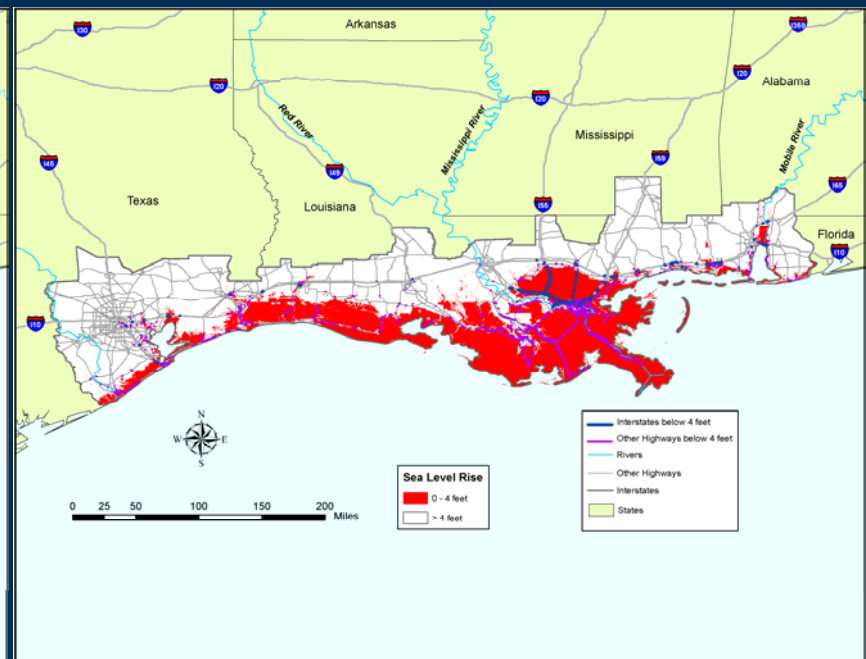 Arkansas
I30
I359
I20
I20
I20
Alabama
Red River
Mississippi River
Mississippi
Mobile River
I45
I49
I59
I65
Texas
Louisiana
I55
Florida
I10
I10
N
W E
S
Sea Level Rise
0 - 4 feet
> 4 feet
0 25 50 100 150 200
Miles
Interstates below 4 feet
Other Highways below 4 feet
Rivers
Other Highways
Interstates
States